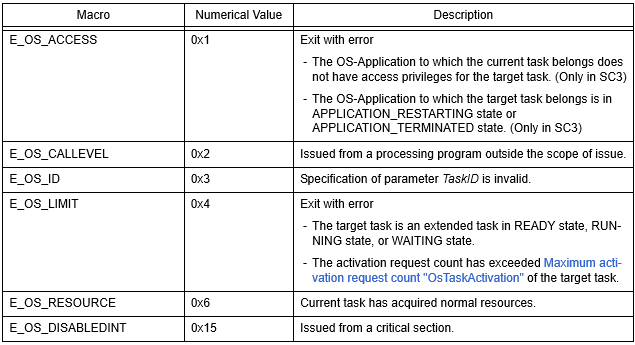 Macro Numerical Value Description
E_OS_ACCESS 0x1 Exit with error
- The OS-Application to which the current task belongs does
not have access privileges for the target task. (Only in SC3)
- The OS-Application to which the target task belongs is in
APPLICATION_RESTARTING state or
APPLICATION_TERMINATED state. (Only in SC3)
E_OS_CALLEVEL 0x2 Issued from a processing program outside the scope of issue.
E_OS_ID 0x3 Specification of parameter TaskID is invalid.
E_OS_LIMIT 0x4 Exit with error
- The target task is an extended task in READY state, RUN-
NING state, or WAITING state.
- The activation request count has exceeded Maximum acti-
vation request count "OsTaskActivation" of the target task.
E_OS_RESOURCE 0x6 Current task has acquired normal resources.
E_OS_DISABLEDINT 0x15 Issued from a critical section.